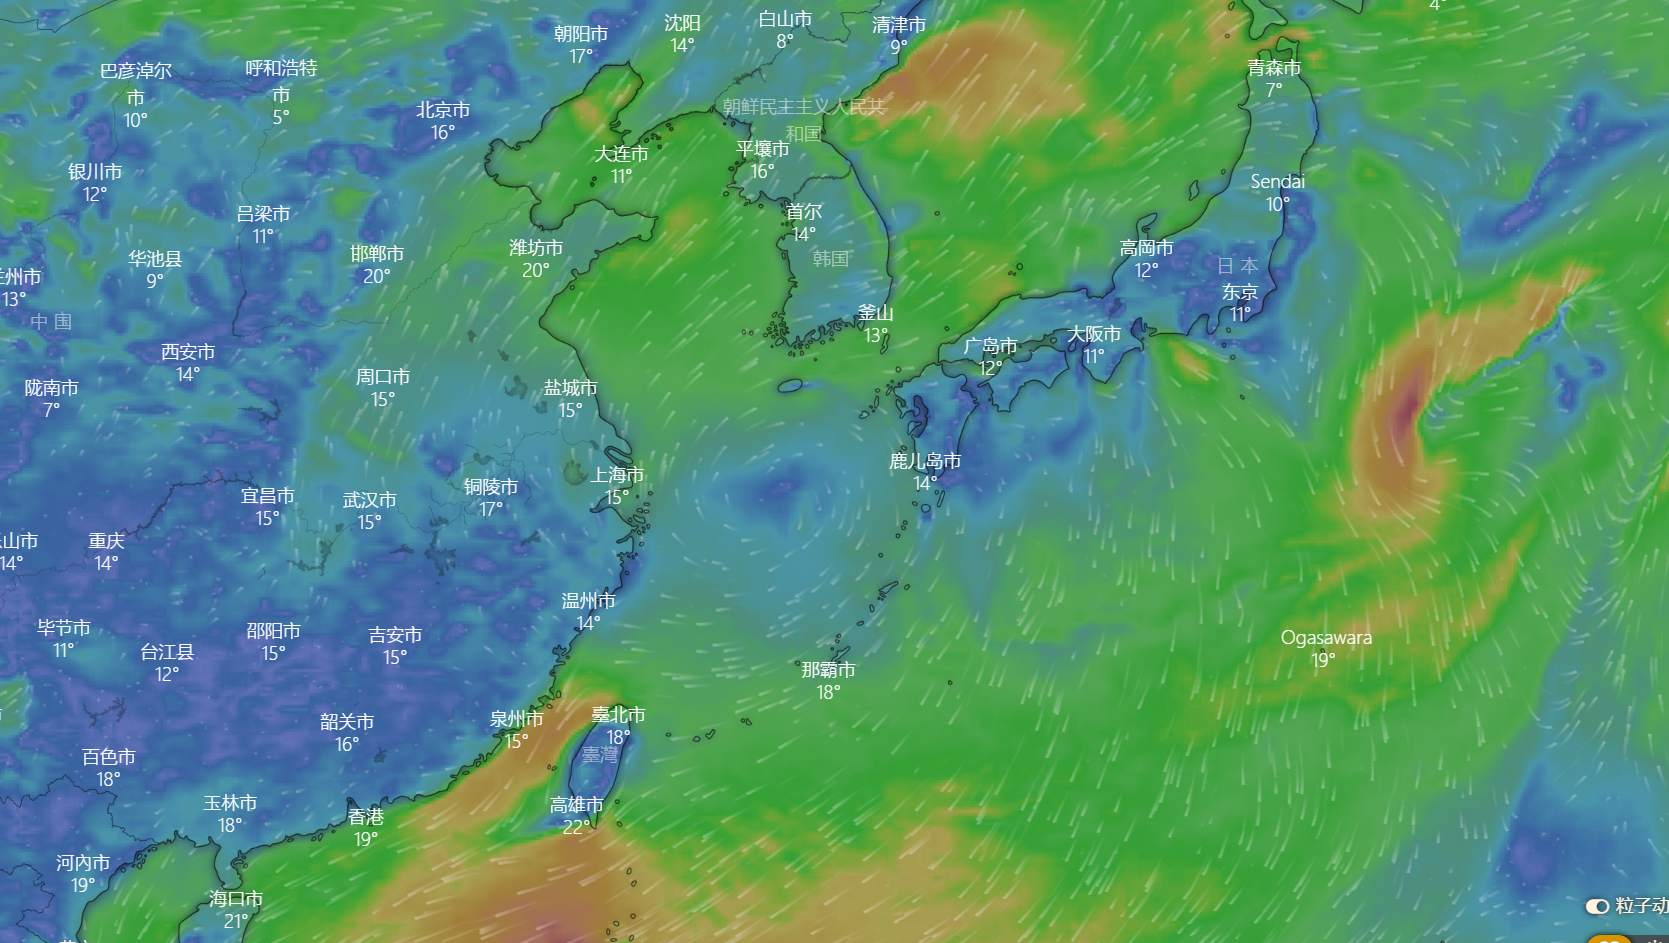 4°
朝阳市
17°
沈阳
14°
白山市
8°
清津市
9°
巴彦淖尔
市
10°
呼和浩特
市
5°
青森市
7°
北京市
16°
朝鲜民主主义人民共
和国
大连市
11°
平壤市
16°
银川市
12°
Sendai
10°
吕梁市
11°
首尔
14°
邯郸市
20°
潍坊市
20°
高岡市
12°
华池县
9°
韩国
日本
兰州市
13°
东京
11°
中国
釜山
13°
大阪市
11°
广岛市
12°
西安市
14°
陇南市
7°
周口市
15°
盐城市
15°
鹿儿岛市
14°
上海市
15°
铜陵市
17°
宜昌市
15°
武汉市
15°
山市
14°
重庆
14°
温州市
14°
毕节市
11°
邵阳市
15°
吉安市
15°
台江县
12°
Ogasawara
19°
那霸市
18°
泉州市
15°
臺北市
18°
韶关市
16°
臺灣
百色市
18°
玉林市
18°
高雄市
22°
香港
19°
河内市
19°
海口市
21°
粒子动